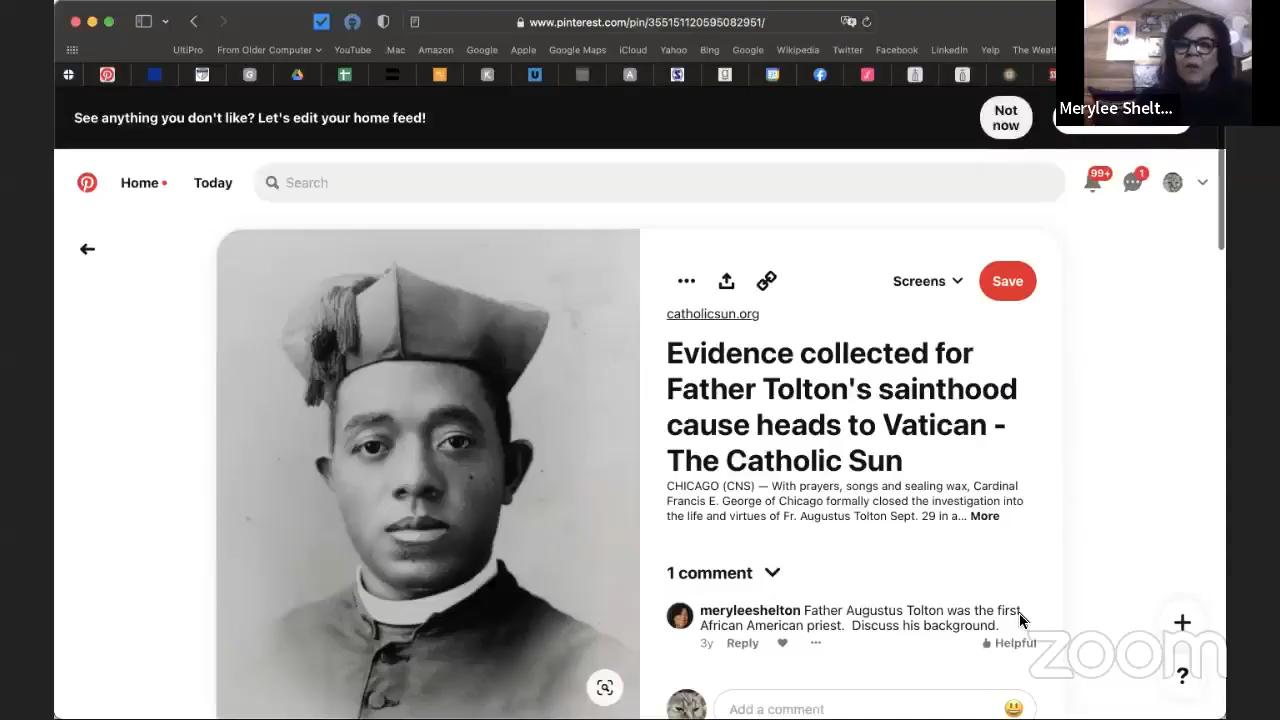 www.pinterest.com/pin/355151120595082951/
UltiPro From Older Computer YouTube .Mac Amazon Google Apple Google Maps iCloud Yahoo Bing Google Wikipedia Twitter Facebook LinkedIn Yelp The Weath
Merylee Shelt...
See anything you don't like? Let's edit your home feed!
Not
now
Home
Today
Search
99+
1
Screens
Save
catholicsun.org
Evidence collected for
Father Tolton's sainthood
cause heads to Vatican -
The Catholic Sun
CHICAGO (CNS) — With prayers, songs and sealing wax, Cardinal
Francis E. George of Chicago formally closed the investigation into
the life and virtues of Fr. Augustus Tolton Sept. 29 in a... More
1 comment
meryleeshelton Father Augustus Tolton was the first
African American priest. Discuss his background.
3y Reply ... Helpful
Add a comment
zoom
+
?